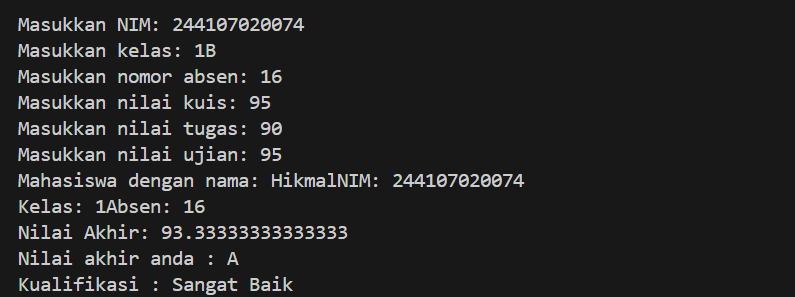 Masukkan NIM: 244107020074
Masukkan kelas: 1B
Masukkan nomor absen: 16
Masukkan nilai kuis: 95
Masukkan nilai tugas: 90
Masukkan nilai ujian: 95
Mahasiswa dengan nama: HikmalNIM: 244107020074
Kelas: 1Absen: 16
Nilai Akhir: 93.33333333333333
Nilai akhir anda : A
Kualifikasi : Sangat Baik